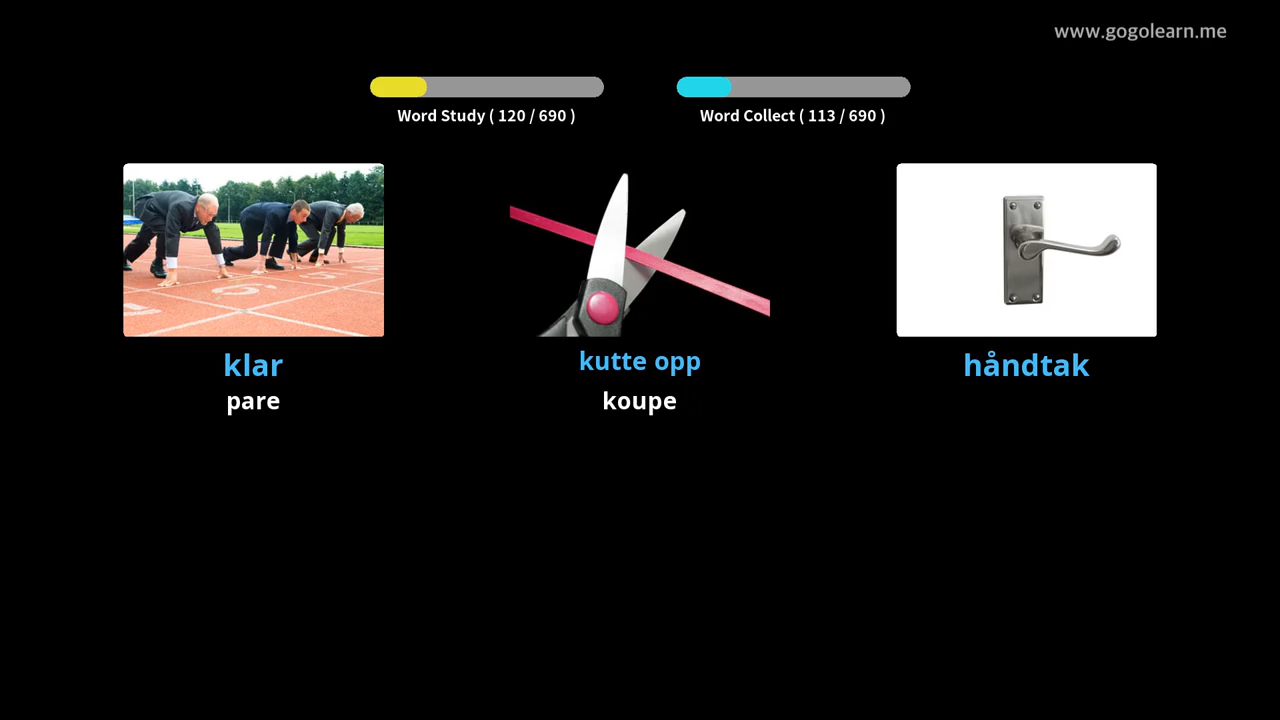 www.gogolearn.me
Word Study ( 120 / 690 )
Word Collect ( 113 / 690 )
klar
kutte opp
håndtak
pare
koupe